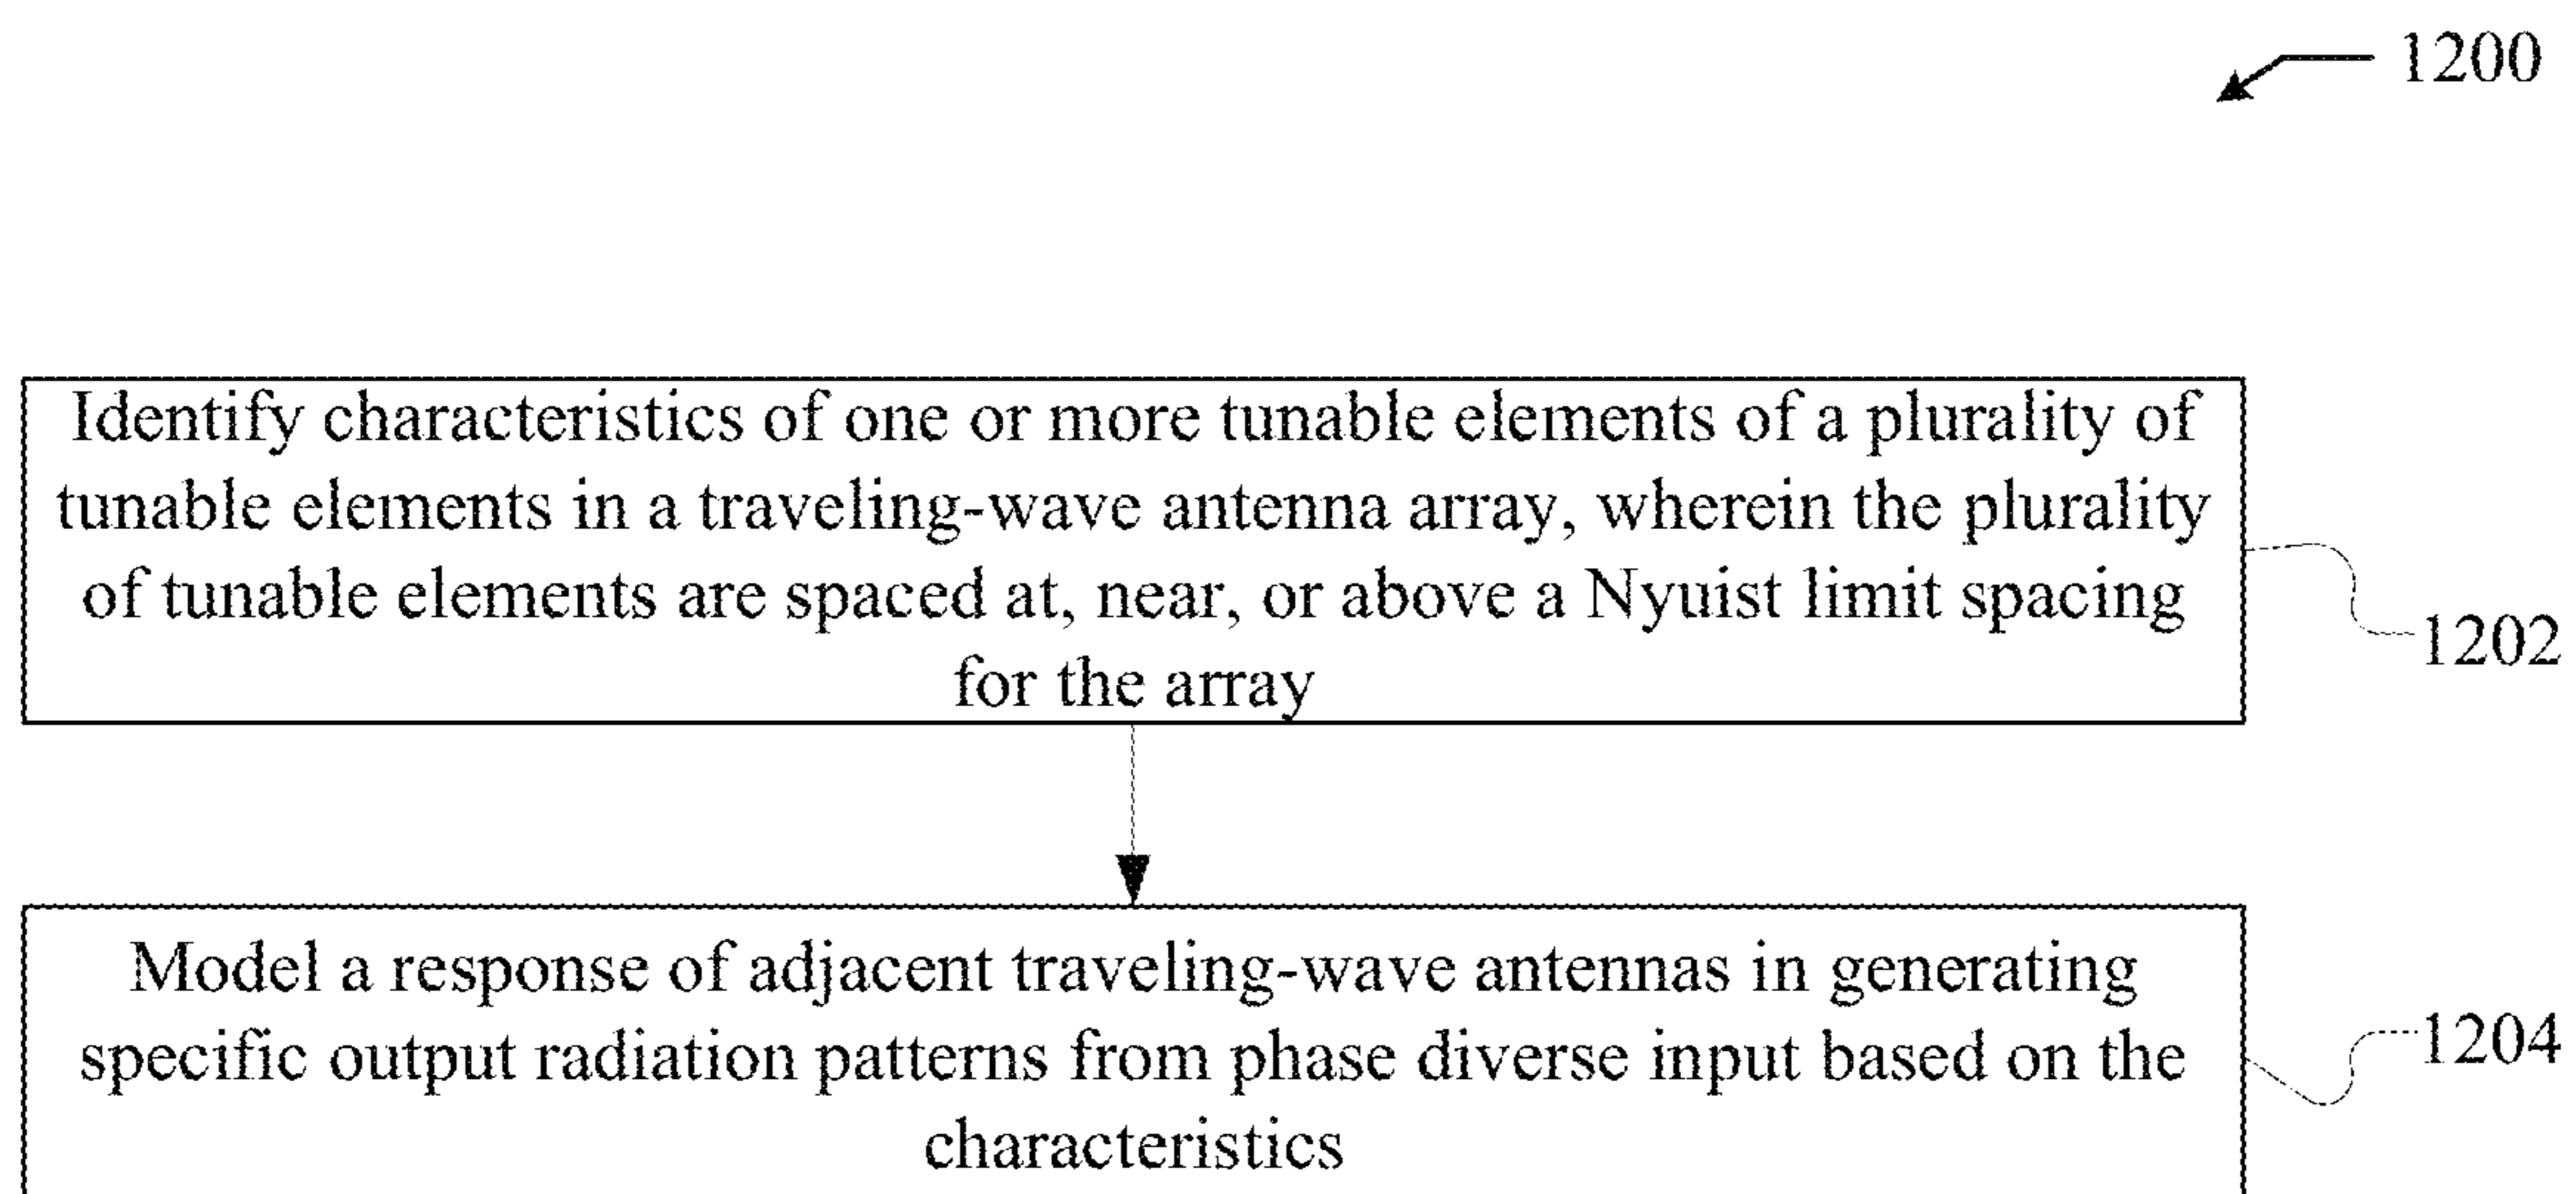 1200
Identify characteristics of one or more tunable elements of a plurality of
tunable elements in a traveling-wave antenna array, wherein the plurality
of tunable elements are spaced at, near, or above a Nyuist limit spacing
for the array
1202
Model a response of adjacent traveling-wave antennas in generating
specific output radiation patterns from phase diverse input based on the
characteristics
1204